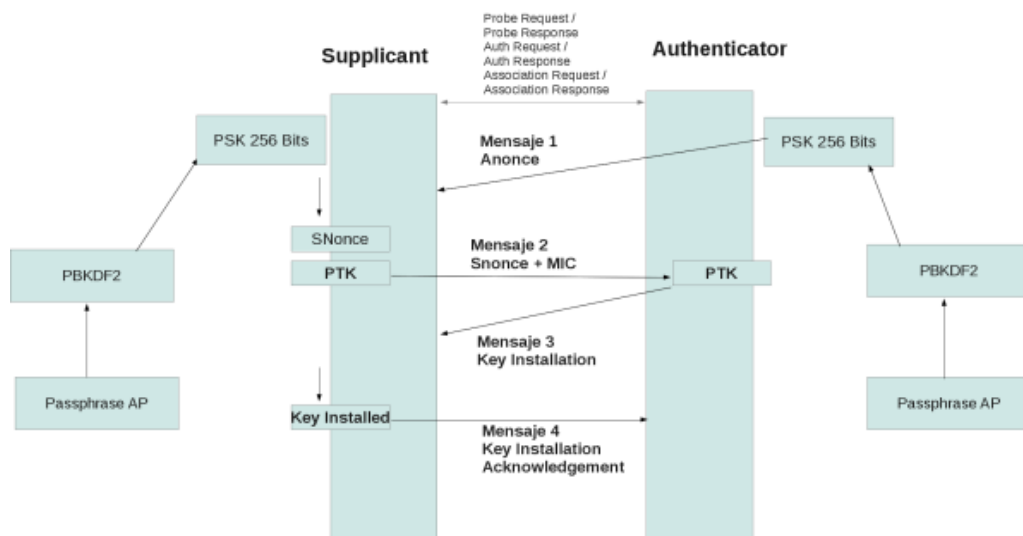 Probe Request /
Probe Response
Auth Request /
Auth Response
Association Request /
Association Response
Supplicant
Authenticator
PSK 256 Bits
Mensaje 1
Anonce
PSK 256 Bits
SNonce
Mensaje 2
Snonce + MIC
PBKDF2
PTK
PTK
PBKDF2
Mensaje 3
Key Installation
Passphrase AP
Key Installed
Passphrase AP
Mensaje 4
Key Installation
Acknowledgement